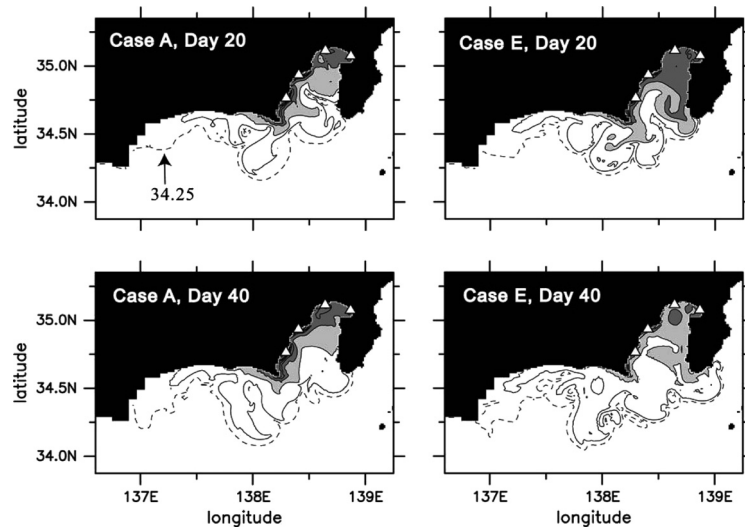 Case A, Day 20
Case E, Day 20
35.0N
34.5N
34.0N
latitude
34.25
Case A, Day 40
Case E, Day 40
35.0N
34.5N
34.0N
latitude
137E
138E
139E
137E
138E
139E
longitude
longitude